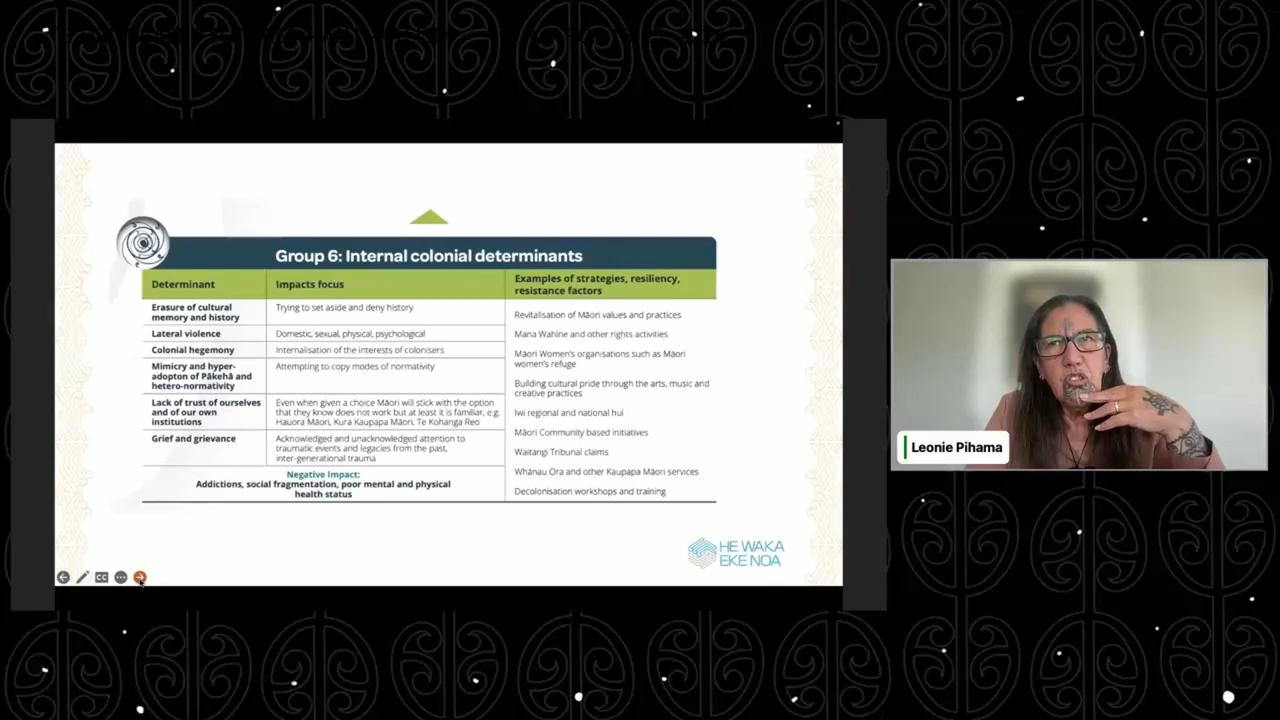 Group 6: Internal colonial determinants
Determinant
Impacts focus
Examples of strategies, resiliency,
resistance factors
Erasure of cultural
memory and history
Trying to set aside and deny history
Lateral violence
Domestic, sexual, physical, psychological
Colonial hegemony
Internalisation of the interests of colonisers
Mimicry and hyper-
adopton of Pākehā and
hetero-normativity
Attempting to copy modes of normativity
Lack of trust of ourselves
and of our own
institutions
Even when given a choice Māori will stick with the option
that they know does not work but at least it is familiar, e.g.
Hauora Māori, Kura Kaupapa Māori, Te Kohanga Reo
Grief and grievance
Acknowledged and unacknowledged attention to
traumatic events and legacies from the past,
inter-generational trauma
Negative Impact:
Addictions, social fragmentation, poor mental and physical
health status
Revitalisation of Māori values and practices
Mana Wahine and other rights activities
Māori Women's organisations such as Māori
women's refuge
Building cultural pride through the arts, music and
creative practices
Iwi regional and national hui
Māori Community based initiatives
Waitangi Tribunal claims
Whānau Ora and other Kaupapa Māori services
Decolonisation workshops and training
HE WAKA
EKE NOA
CC
Leonie Pihama